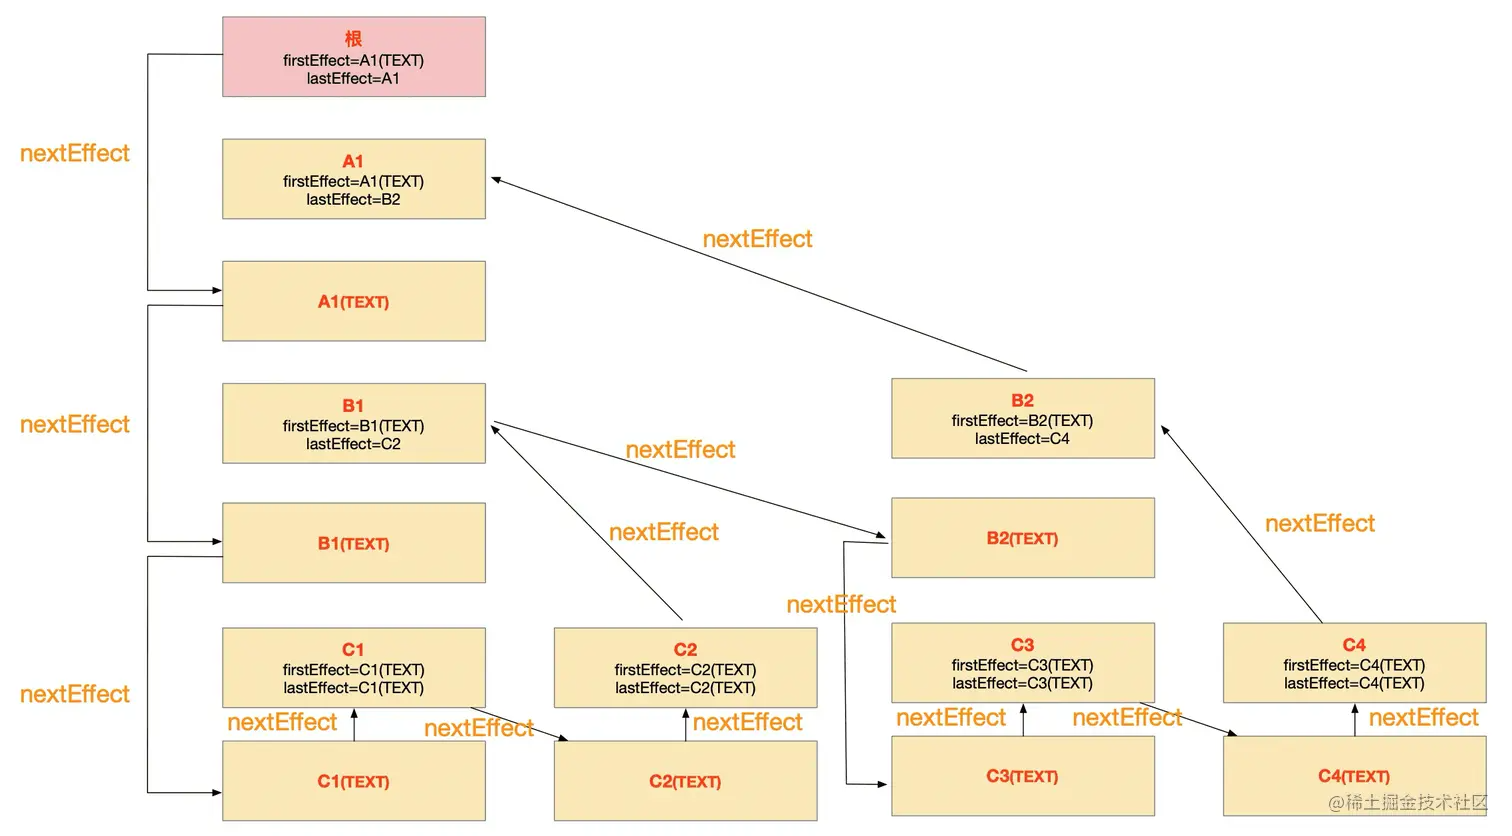 根
firstEffect=A1(TEXT)
lastEffect=A1
nextEffect
A1
firstEffect=A1(TEXT)
lastEffect=B2
nextEffect
A1(TEXT)
nextEffect
B1
firstEffect=B1(TEXT)
lastEffect=C2
nextEffect
B2
firstEffect=B2(TEXT)
lastEffect=C4
B1(TEXT)
nextEffect
B2(TEXT)
nextEffect
nextEffect
nextEffect
C1
firstEffect=C1(TEXT)
lastEffect=C1(TEXT)
C2
firstEffect=C2(TEXT)
lastEffect=C2(TEXT)
C3
firstEffect=C3(TEXT)
lastEffect=C3(TEXT)
C4
firstEffect=C4(TEXT)
lastEffect=C4(TEXT)
nextEffect
nextEffect
nextEffect
nextEffect
nextEffect
nextEffect
C1(TEXT)
C2(TEXT)
C3(TEXT)
C4(TEXT)
@稀土掘金技术社区